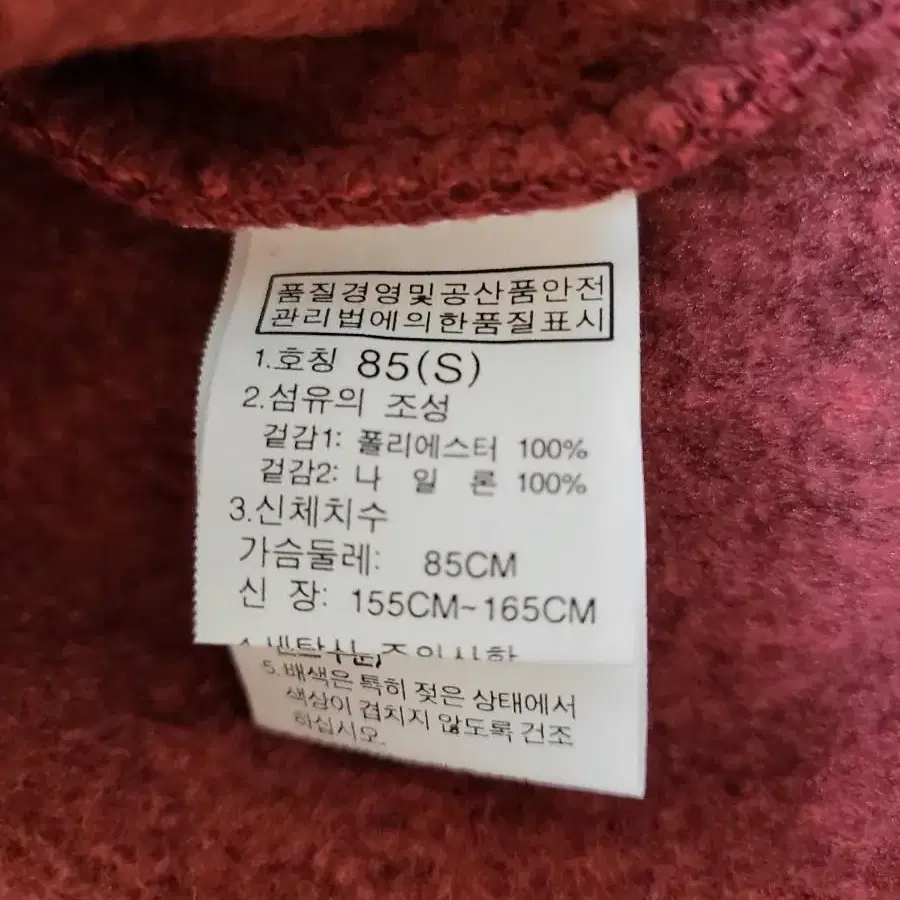 품질경영및공산품안전
관리법에의한품질표시
1.호칭 85(S)
2.섬유의 조성
겉감1: 폴리에스터 100%
겉감2: 나 일 론 100%
3.신체치수
가슴둘레: 85CM
신 장: 155CM~165CM
주의사항
5.배색은 특히 젖은 상태에서
색상이 겹치지 않도록 건조
하십시오.